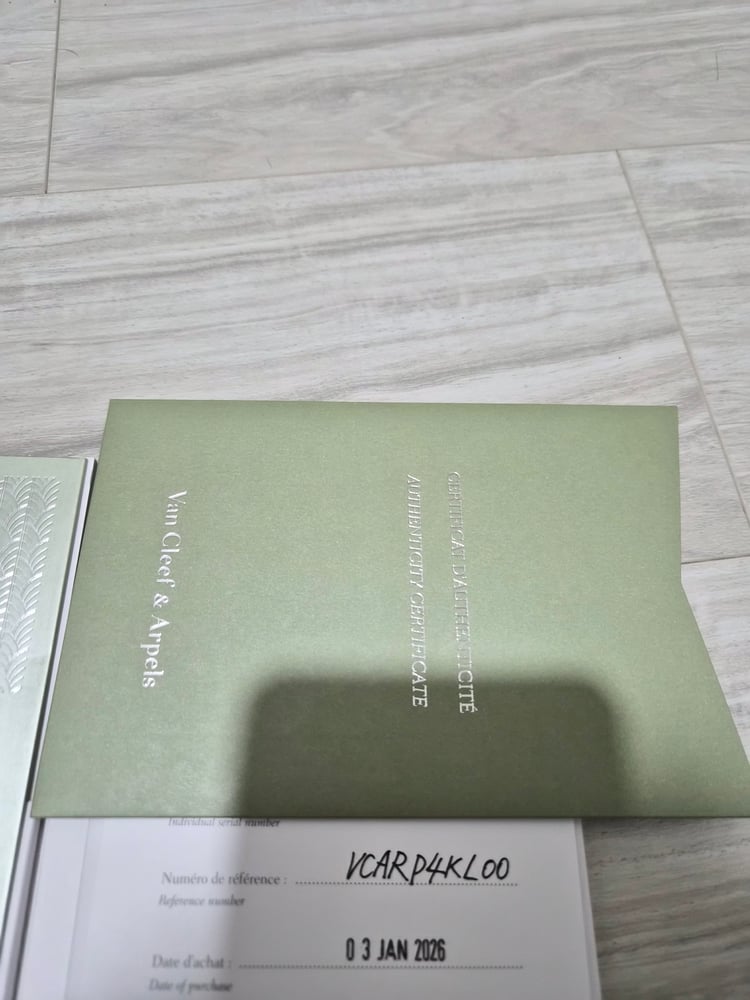 CERTIFICAT D'AUTHENTICITÉ
AUTHENTICITY CERTIFICATE
Van Cleef & Arpels
Individual serial number
Numéro de référence : VCARP4KL00
Reference number
Date d'achat : 03 JAN 2026
Date of purchase